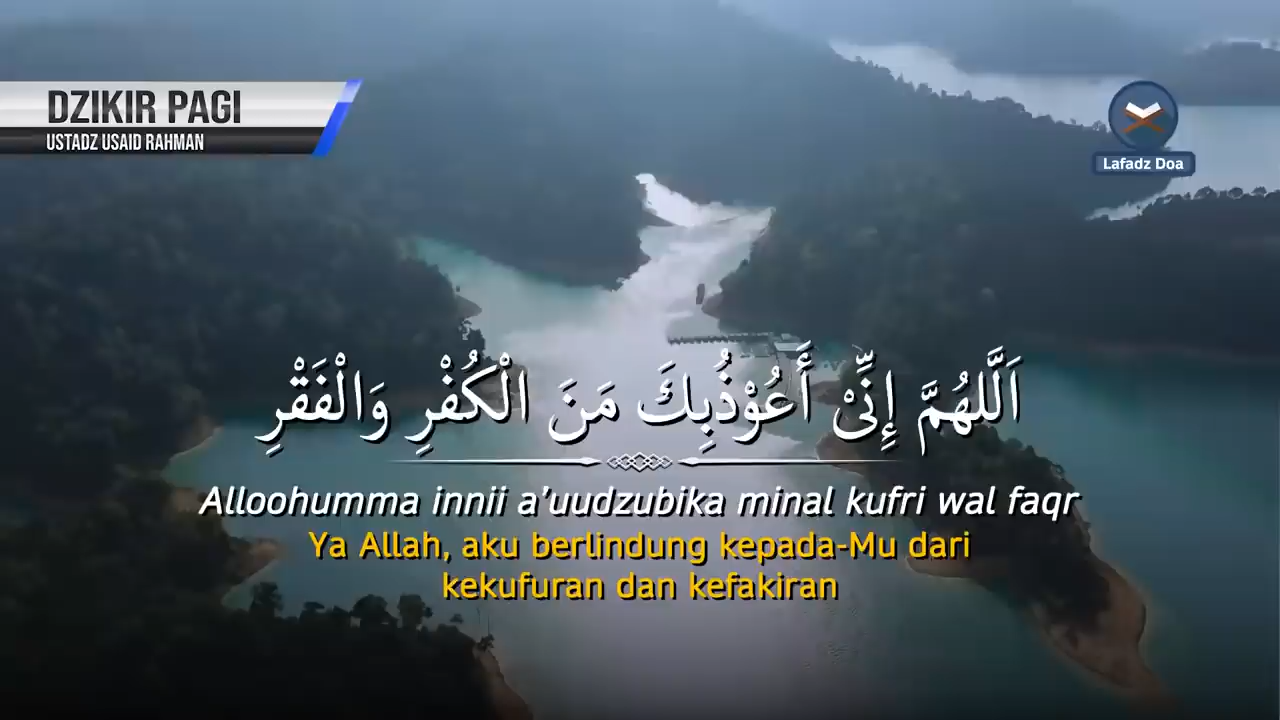 DZIKIR PAGI
USTADZ USAID RAHMAN
Lafadz Doa
اَللَّهُمَّ إِنِّىْ أَعُوْذُبِكَ مَنَ الْكُفْرِ وَالْفَقْرِ
Alloohumma innii a'uudzubika minal kufri wal faqr
Ya Allah, aku berlindung kepada-Mu dari
kekufuran dan kefakiran